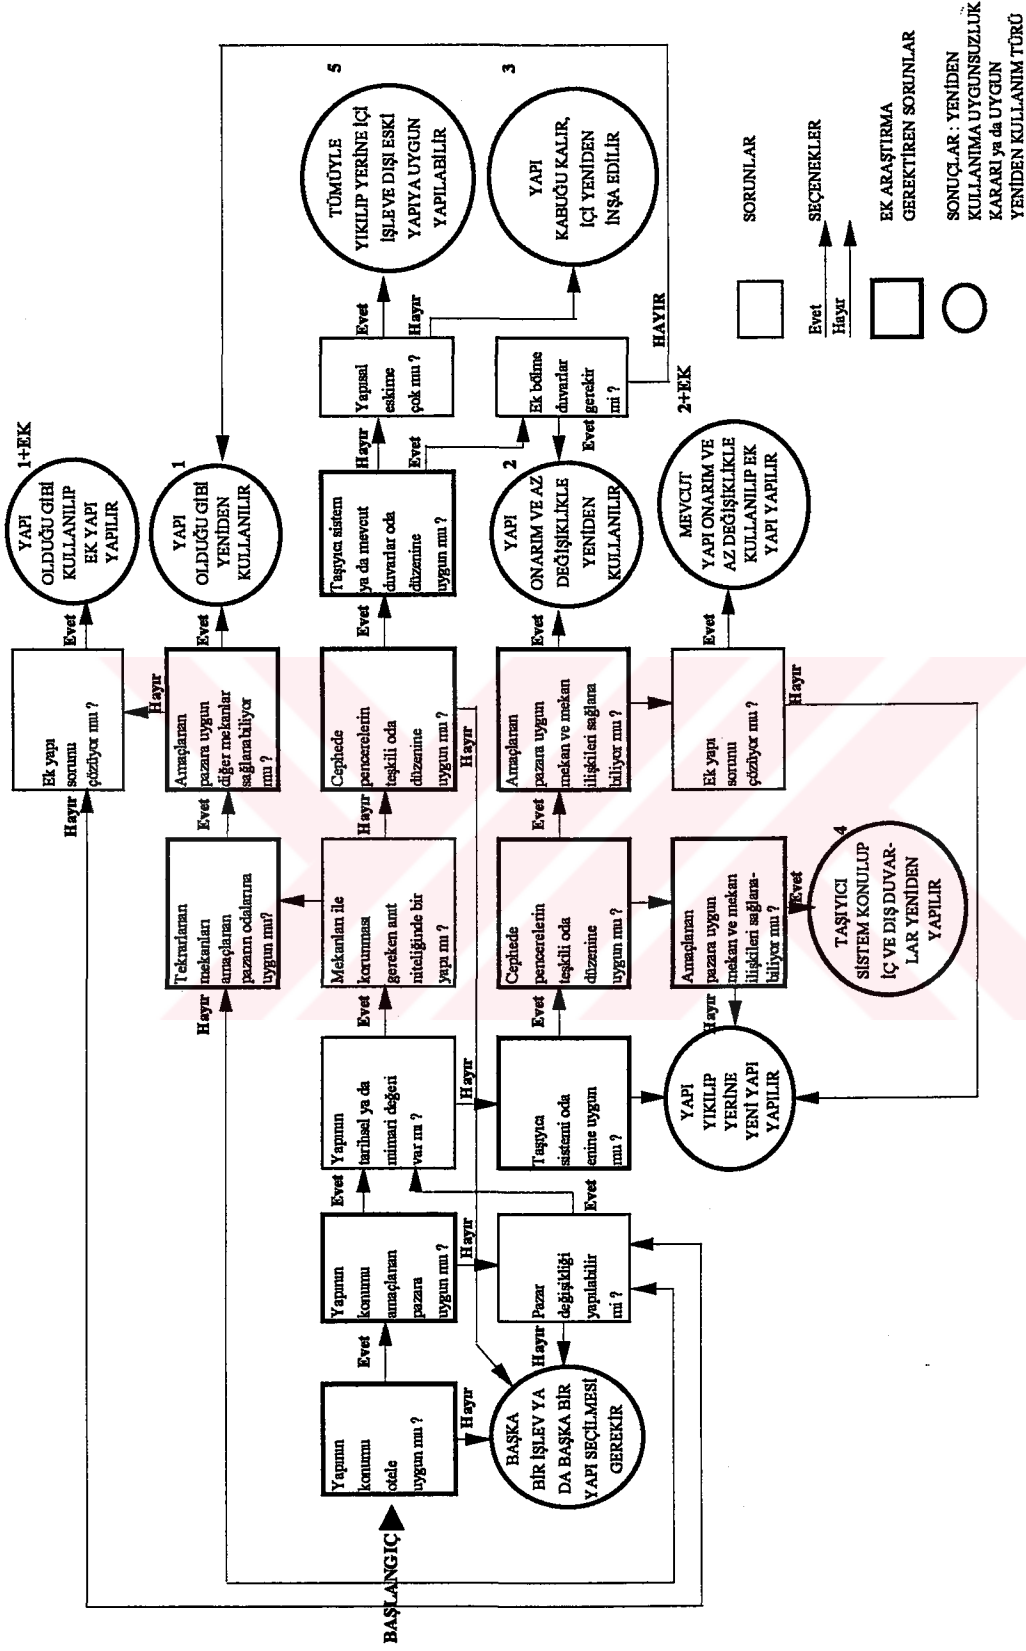 BAŞLANGIÇ
Yapının
konumu
otele
uygun mu ?
Evet
Hayır
BAŞKA
BİR İŞLEV YA
DA BAŞKA BİR
YAPI SEÇİLMESİ
GEREKİR
Yapının
konumu
amaçlanan
pazara
uygun mu ?
Evet
Hayır
Pazar
değişikliği
yapılabilir
mi ?
Hayır
Evet
Yapının
tarihsel ya da
mimari değeri
var mı ?
Evet
Hayır
Taşıyıcı
sistemi oda
enine uygun
mu ?
Evet
YAPI
YIKILIP
YERİNE
YENİ YAPI
YAPILIR
Tekrarlanan
mekanları
amaçlanan
pazarın odalarına
uygun mu?
Hayır
Evet
Mekanları ile
korunması
gereken anıt
niteliğinde bir
yapı mı ?
Hayır
Cephede
pencerelerin
teşkili oda
düzenine
uygun mu ?
Evet
Amaçlanan
pazara uygun
mekan ve mekan
ilişkileri sağlana-
biliyor mu ?
Hayır
Evet
4
TAŞIYICI
SİSTEM KONULUP
İÇ VE DIŞ DUVAR-
LAR YENİDEN
YAPILIR
Ek yapı
sorunu
çözüyor mu ?
Hayır
Evet
Amaçlanan
pazara uygun
diğer mekanlar
sağlanabiliyor
mu ?
Hayır
Evet
Cephede
pencerelerin
teşkili oda
düzenine
uygun mu ?
Evet
Hayır
Amaçlanan
pazara uygun
mekan ve mekan
ilişkileri sağlana
biliyor mu ?
Evet
Ek yapı
sorunu
çözüyor mu ?
Evet
Hayır
1+EK
YAPI
OLDUĞU GİBİ
KULLANILIP
EK YAPI
YAPILIR
1
YAPI
OLDUĞU GİBİ
YENİDEN
KULLANILIR
Taşıyıcı sistem
ya da mevcut
duvarlar oda
düzenine
uygun mu ?
Hayır
Evet
2
YAPI
ONARIM VE AZ
DEĞİŞİKLİKLE
YENİDEN
KULLANILIR
2+EK
MEVCUT
YAPI ONARIM VE
AZ DEĞİŞİKLİKLE
KULLANILIP EK
YAPI YAPILIR
Yapısal
eskime
çok mu ?
Evet
Hayır
Ek bölme
duvarlar
gerekir
mi ?
Evet
HAYIR
5
TÜMÜYLE
YIKILIP YERİNE İÇİ
İŞLEVE DIŞI ESKİ
YAPIYA UYGUN
YAPILABİLİR
3
YAPI
KABUĞU KALIR,
İÇİ YENİDEN
İNŞA EDİLİR
SORUNLAR
Evet
Hayır
SEÇENEKLER
EK ARAŞTIRMA
GEREKTİREN SORUNLAR
SONUÇLAR : YENİDEN
KULLANIMA UYGUNSUZLUK
KARARI ya da UYGUN
YENİDEN KULLANIM TÜRÜ